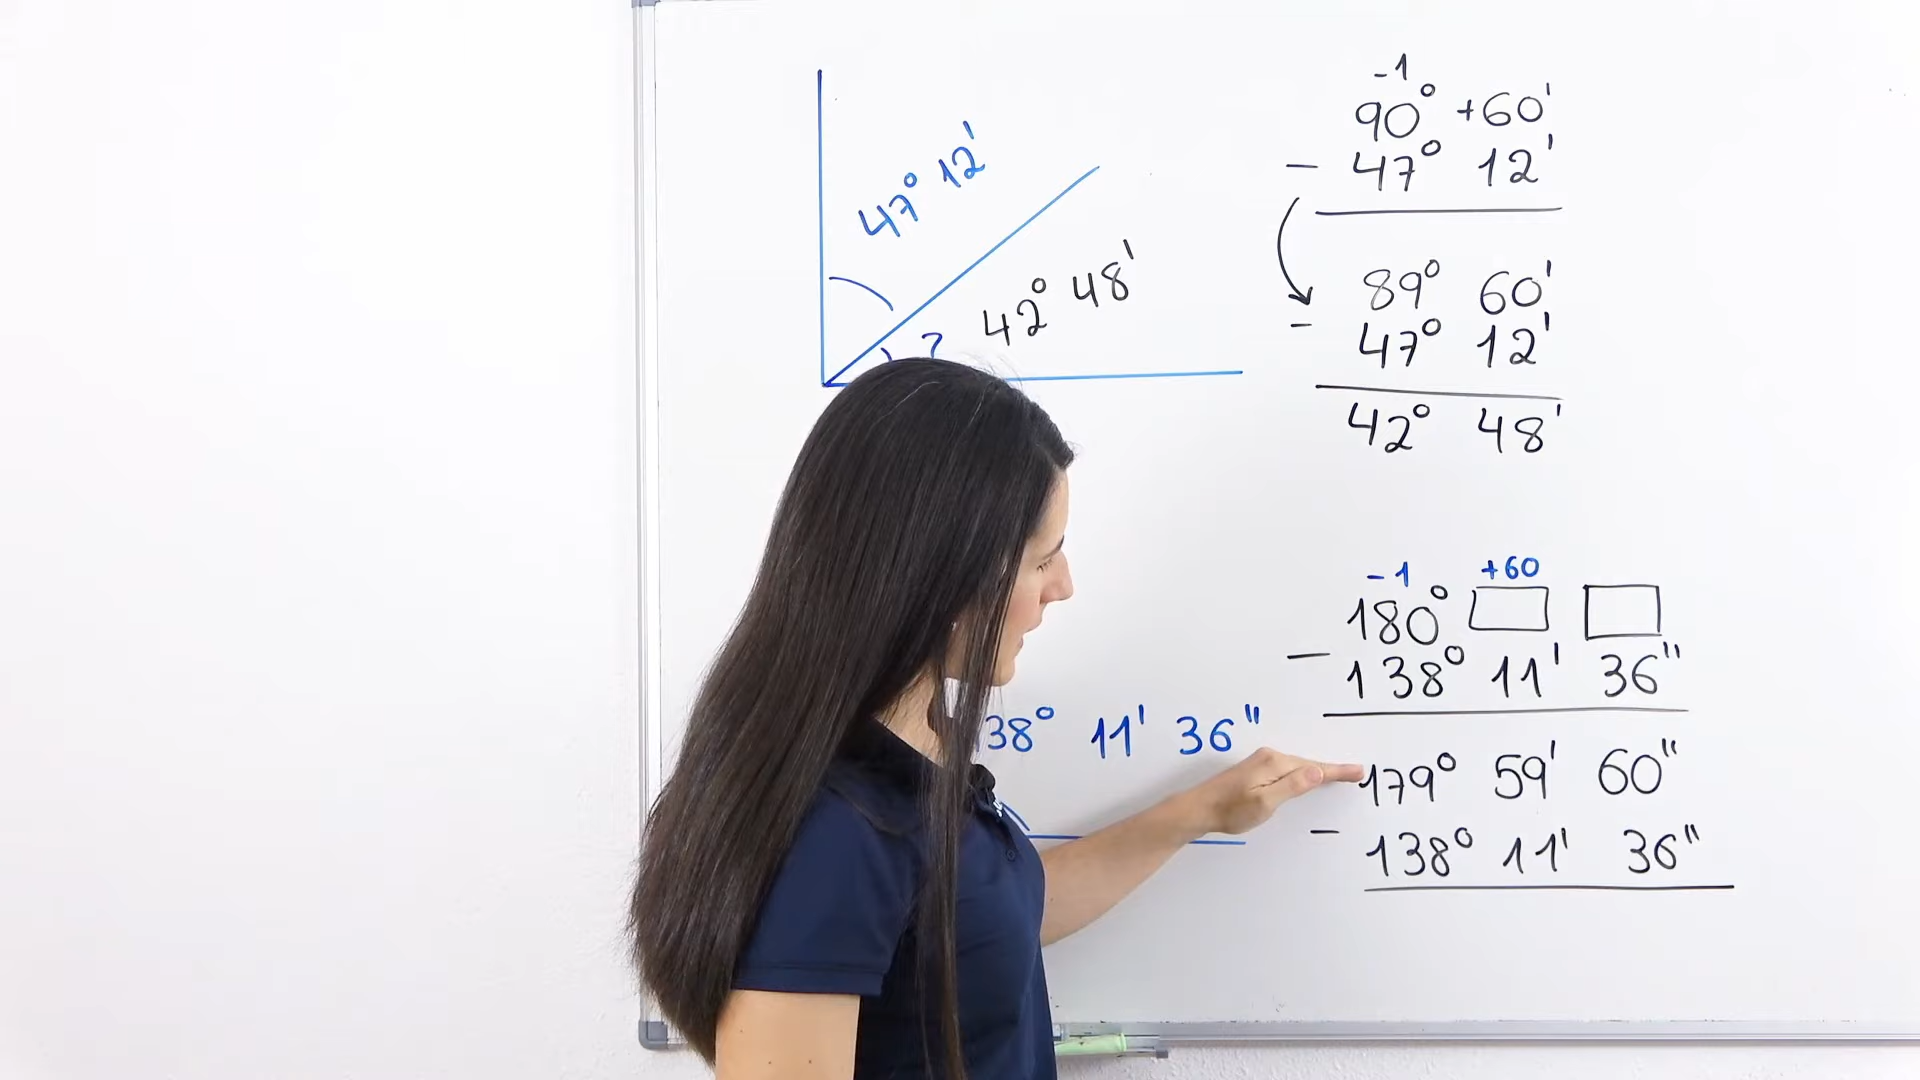 47° 12'
?
42° 48'
38° 11' 36"
-1
90° +60'
- 47° 12'
89° 60'
- 47° 12'
42° 48'
-1 +60
180°
- 138° 11' 36"
179° 59' 60"
- 138° 11' 36"